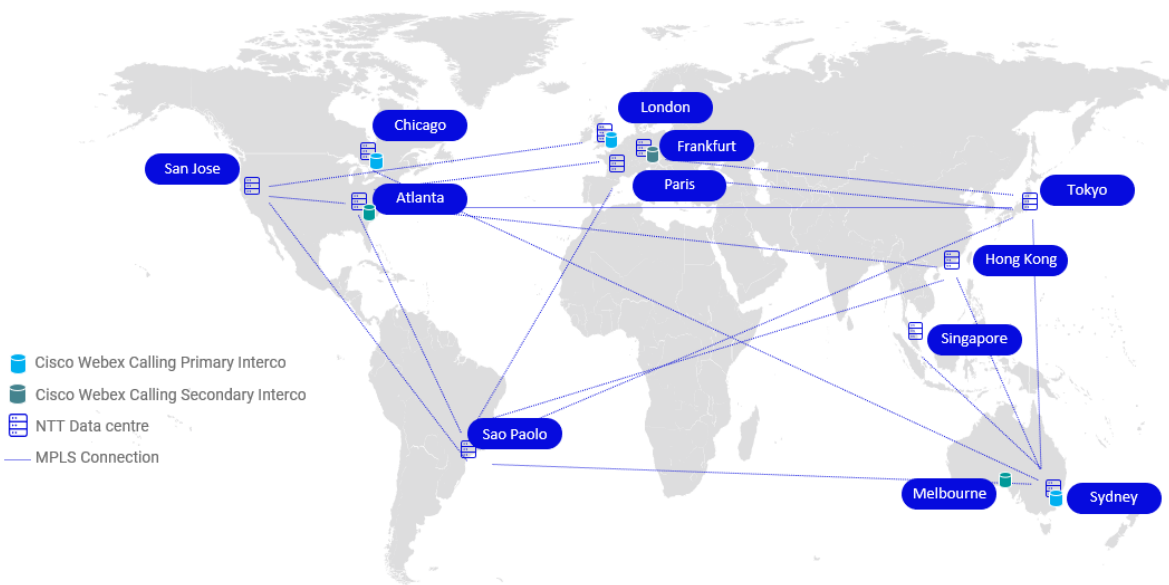 London
Chicago
Frankfurt
San Jose
Paris
Atlanta
Tokyo
Hong Kong
Singapore
Cisco Webex Calling Primary Interco
Cisco Webex Calling Secondary Interco
NTT Data centre
MPLS Connection
Sao Paolo
Melbourne
Sydney